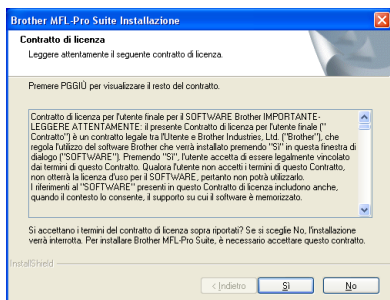 Brother MFL-Pro Suite Installazione
Contratto di licenza
Leggere attentamente il seguente contratto di licenza.
Premere PGGIÙ per visualizzare il resto del contratto.
Contratto di licenza per l'utente finale per il SOFTWARE Brother IMPORTANTE-
LEGGERE ATTENTAMENTE: il presente Contratto di licenza per l'utente finale ("
Contratto") è un contratto legale tra l'Utente e Brother Industries, Ltd. ("Brother"), che
regola l'utilizzo del software Brother che verrà installato premendo "Sì" in questa finestra di
dialogo ("SOFTWARE"). Premendo "Sì", l'utente accetta di essere legalmente vincolato
dai termini di questo Contratto. Qualora l'utente non accetti i termini di questo Contratto,
non otterrà la licenza d'uso per il SOFTWARE, pertanto non potrà utilizzarlo.
I riferimenti al "SOFTWARE" presenti in questo Contratto di licenza includono anche,
quando il contesto lo consente, il supporto su cui il software è memorizzato.
Si accettano i termini del contratto di licenza sopra riportati? Se si sceglie No, l'installazione
verrà interrotta. Per installare Brother MFL-Pro Suite, è necessario accettare questo contratto.
InstallShield
< Indietro Sì No